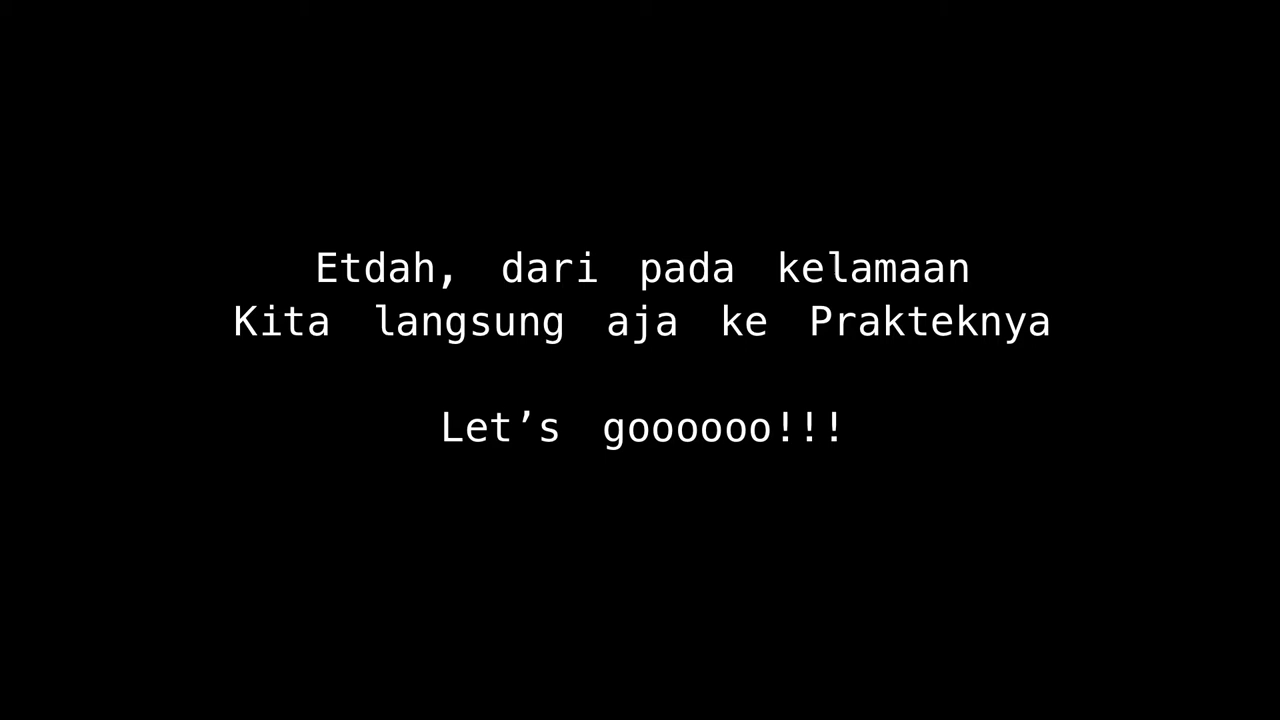 Etdah, dari pada kelamaan
Kita langsung aja ke Prakteknya
Let’s goooooo!!!